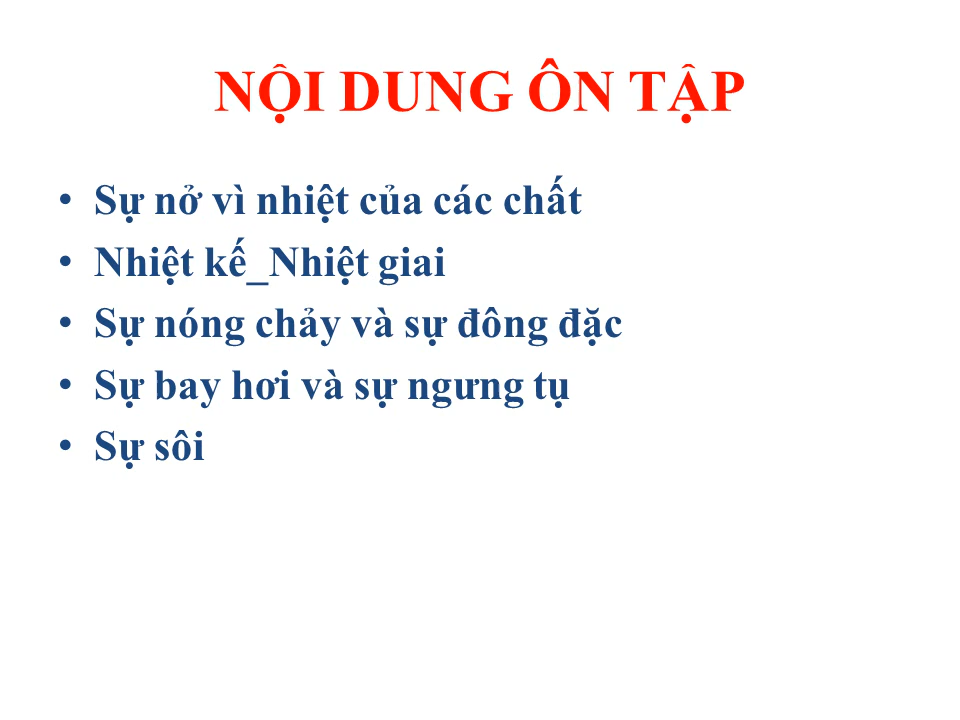 NỘI DUNG ÔN TẬP
• Sự nở vì nhiệt của các chất
• Nhiệt kế_Nhiệt giai
• Sự nóng chảy và sự đông đặc
• Sự bay hơi và sự ngưng tụ
• Sự sôi